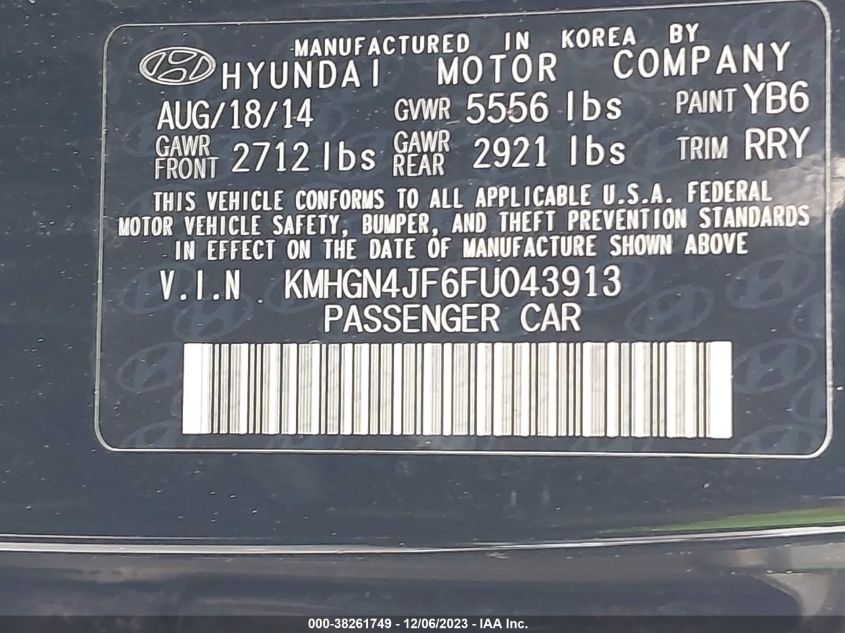 MANUFACTURED IN KOREA BY
HYUNDAI MOTOR COMPANY
AUG/18/14 GVWR 5556 lbs PAINT YB6
GAWR FRONT 2712 lbs GAWR REAR 2921 lbs TRIM RRY
THIS VEHICLE CONFORMS TO ALL APPLICABLE U.S.A. FEDERAL
MOTOR VEHICLE SAFETY, BUMPER, AND THEFT PREVENTION STANDARDS
IN EFFECT ON THE DATE OF MANUFACTURE SHOWN ABOVE
V.I.N . KMHGN4JF6FU043913
PASSENGER CAR
000-38261749 - 12/06/2023 - IAA Inc.